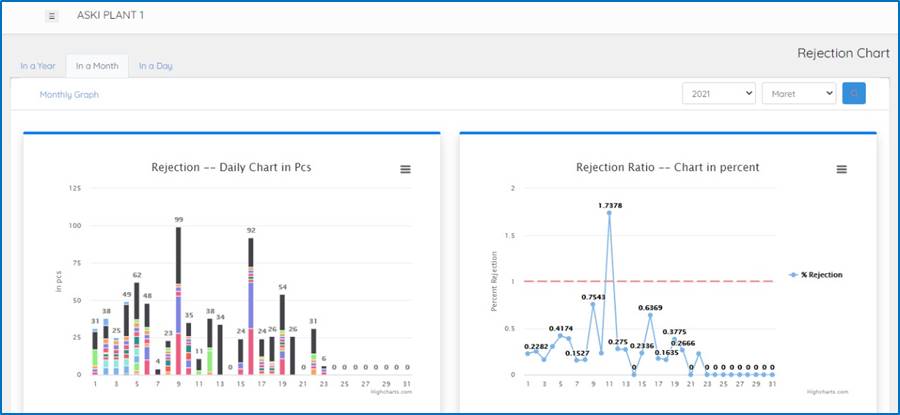 ASKI PLANT 1
Rejection Chart
In a Year
In a Month
In a Day
Monthly Graph
2021
Maret
Rejection -- Daily Chart in Pcs
125
100
75
50
25
0
in pcs
31
38
25
49
62
48
4
23
99
35
11
38
34
0
24
92
24
26
54
26
0
31
6
0 0 0 0 0 0 0 0
1 3 5 7 9 11 13 15 17 19 21 23 25 27 29 31
Highcharts.com
Rejection Ratio -- Chart in percent
2
1.5
1
0.5
0
Percent Rejection
0.2282
0.4174
0.1527
0.7543
1.7378
0.275
0
0.2336
0.6369
0.1635
0.3775
0.2666
0
0 0 0 0 0 0 0 0 0
1 3 5 7 9 11 13 15 17 19 21 23 25 27 29 31
% Rejection
Highcharts.com